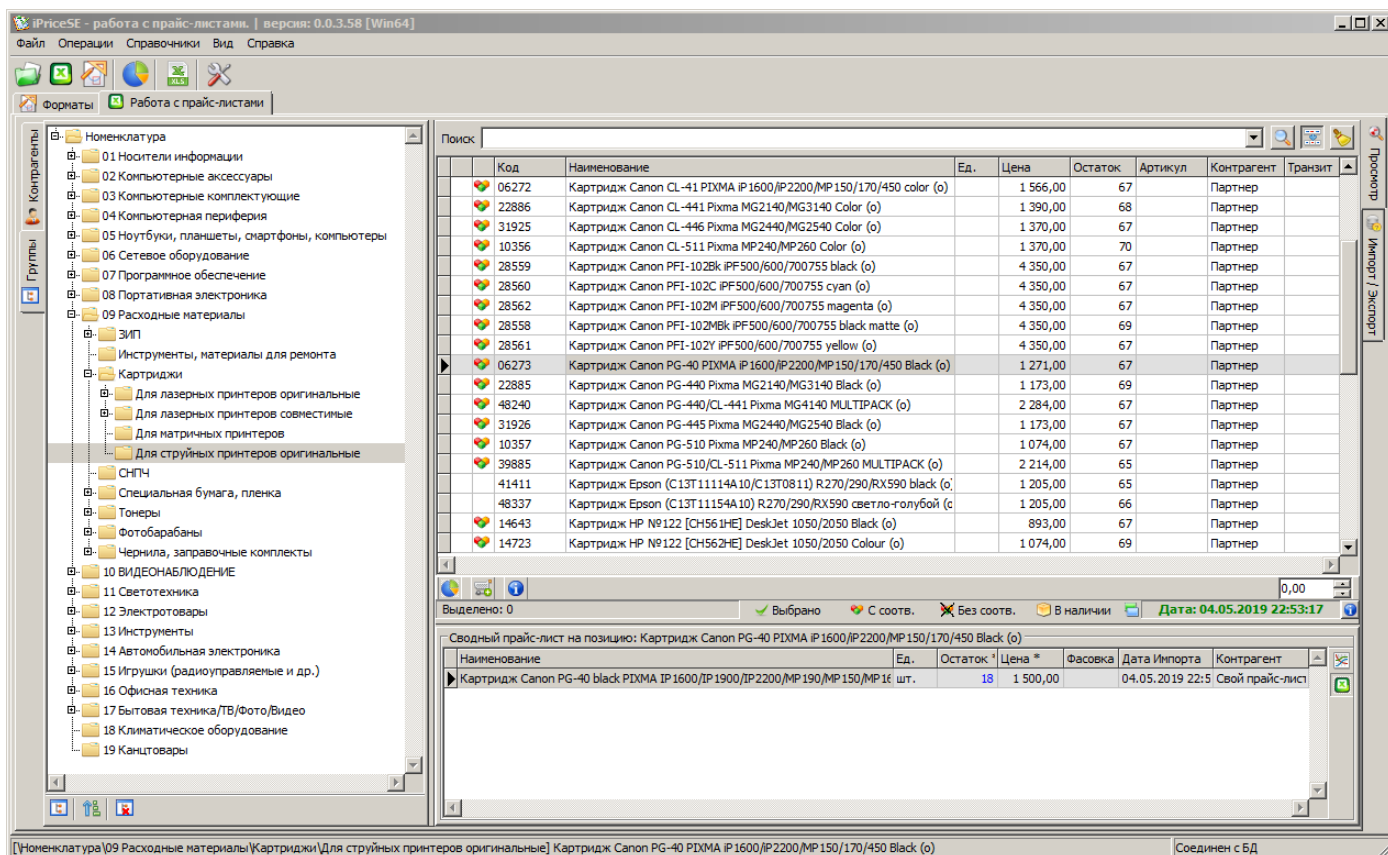 iPriceSE - работа с прайс-листами. | версия: 0.0.3.58 [Win64]
Файл Операции Справочники Вид Справка
XLS
Форматы Работа с прайс-листами
Контрагенты
Группы
Номенклатура
01 Носители информации
02 Компьютерные аксессуары
03 Компьютерные комплектующие
04 Компьютерная периферия
05 Ноутбуки, планшеты, смартфоны, компьютеры
06 Сетевое оборудование
07 Программное обеспечение
08 Портативная электроника
09 Расходные материалы
ЗИП
Инструменты, материалы для ремонта
Картриджи
Для лазерных принтеров оригинальные
Для лазерных принтеров совместимые
Для матричных принтеров
Для струйных принтеров оригинальные
СНПЧ
Специальная бумага, пленка
Тонеры
Фотобарабаны
Чернила, заправочные комплекты
10 ВИДЕОНАБЛЮДЕНИЕ
11 Светотехника
12 Электротовары
13 Инструменты
14 Автомобильная электроника
15 Игрушки (радиоуправляемые и др.)
16 Офисная техника
17 Бытовая техника/ТВ/Фото/Видео
18 Климатическое оборудование
19 Канцтовары
Поиск
Код Наименование Ед. Цена Остаток Артикул Контрагент Транзит
06272 Картридж Canon CL-41 PIXMA iP1600/iP2200/MP150/170/450 color (o) 1 566,00 67 Партнер
22886 Картридж Canon CL-441 Pixma MG2140/MG3140 Color (o) 1 390,00 68 Партнер
31925 Картридж Canon CL-446 Pixma MG2440/MG2540 Color (o) 1 370,00 67 Партнер
10356 Картридж Canon CL-511 Pixma MP240/MP260 Color (o) 1 370,00 70 Партнер
28559 Картридж Canon PFI-102Bk iPF500/600/700755 black (o) 4 350,00 67 Партнер
28560 Картридж Canon PFI-102C iPF500/600/700755 cyan (o) 4 350,00 67 Партнер
28562 Картридж Canon PFI-102M iPF500/600/700755 magenta (o) 4 350,00 67 Партнер
28558 Картридж Canon PFI-102MBk iPF500/600/700755 black matte (o) 4 350,00 69 Партнер
28561 Картридж Canon PFI-102Y iPF500/600/700755 yellow (o) 4 350,00 67 Партнер
06273 Картридж Canon PG-40 PIXMA iP1600/iP2200/MP150/170/450 Black (o) 1 271,00 67 Партнер
22885 Картридж Canon PG-440 Pixma MG2140/MG3140 Black (o) 1 173,00 69 Партнер
48240 Картридж Canon PG-440/CL-441 Pixma MG4140 MULTIPACK (o) 2 284,00 67 Партнер
31926 Картридж Canon PG-445 Pixma MG2440/MG2540 Black (o) 1 173,00 67 Партнер
10357 Картридж Canon PG-510 Pixma MP240/MP260 Black (o) 1 074,00 67 Партнер
39885 Картридж Canon PG-510/CL-511 Pixma MP240/MP260 MULTIPACK (o) 2 214,00 65 Партнер
41411 Картридж Epson (C13T11114A10/C13T0811) R270/290/RX590 black (o) 1 205,00 65 Партнер
48337 Картридж Epson (C13T11154A10) R270/290/RX590 светло-голубой (o 1 205,00 66 Партнер
14643 Картридж HP №122 [CH561HE] DeskJet 1050/2050 Black (o) 893,00 67 Партнер
14723 Картридж HP №122 [CH562HE] DeskJet 1050/2050 Colour (o) 1 074,00 69 Партнер
0,00
Выделено: 0 Выбрано С соотв. Без соотв. В наличии Дата: 04.05.2019 22:53:17
Сводный прайс-лист на позицию: Картридж Canon PG-40 PIXMA iP1600/iP2200/MP150/170/450 Black (o)
Наименование Ед. Остаток * Цена * Фасовка Дата Импорта Контрагент
Картридж Canon PG-40 black PIXMA IP1600/IP1900/IP2200/MP190/MP150/MP16 шт. 18 1 500,00 04.05.2019 22:5 Свой прайс-лист
Просмотр
Импорт / Экспорт
[\Номенклатура\09 Расходные материалы\Картриджи\Для струйных принтеров оригинальные] Картридж Canon PG-40 PIXMA iP1600/iP2200/MP150/170/450 Black (o) Соединен с БД